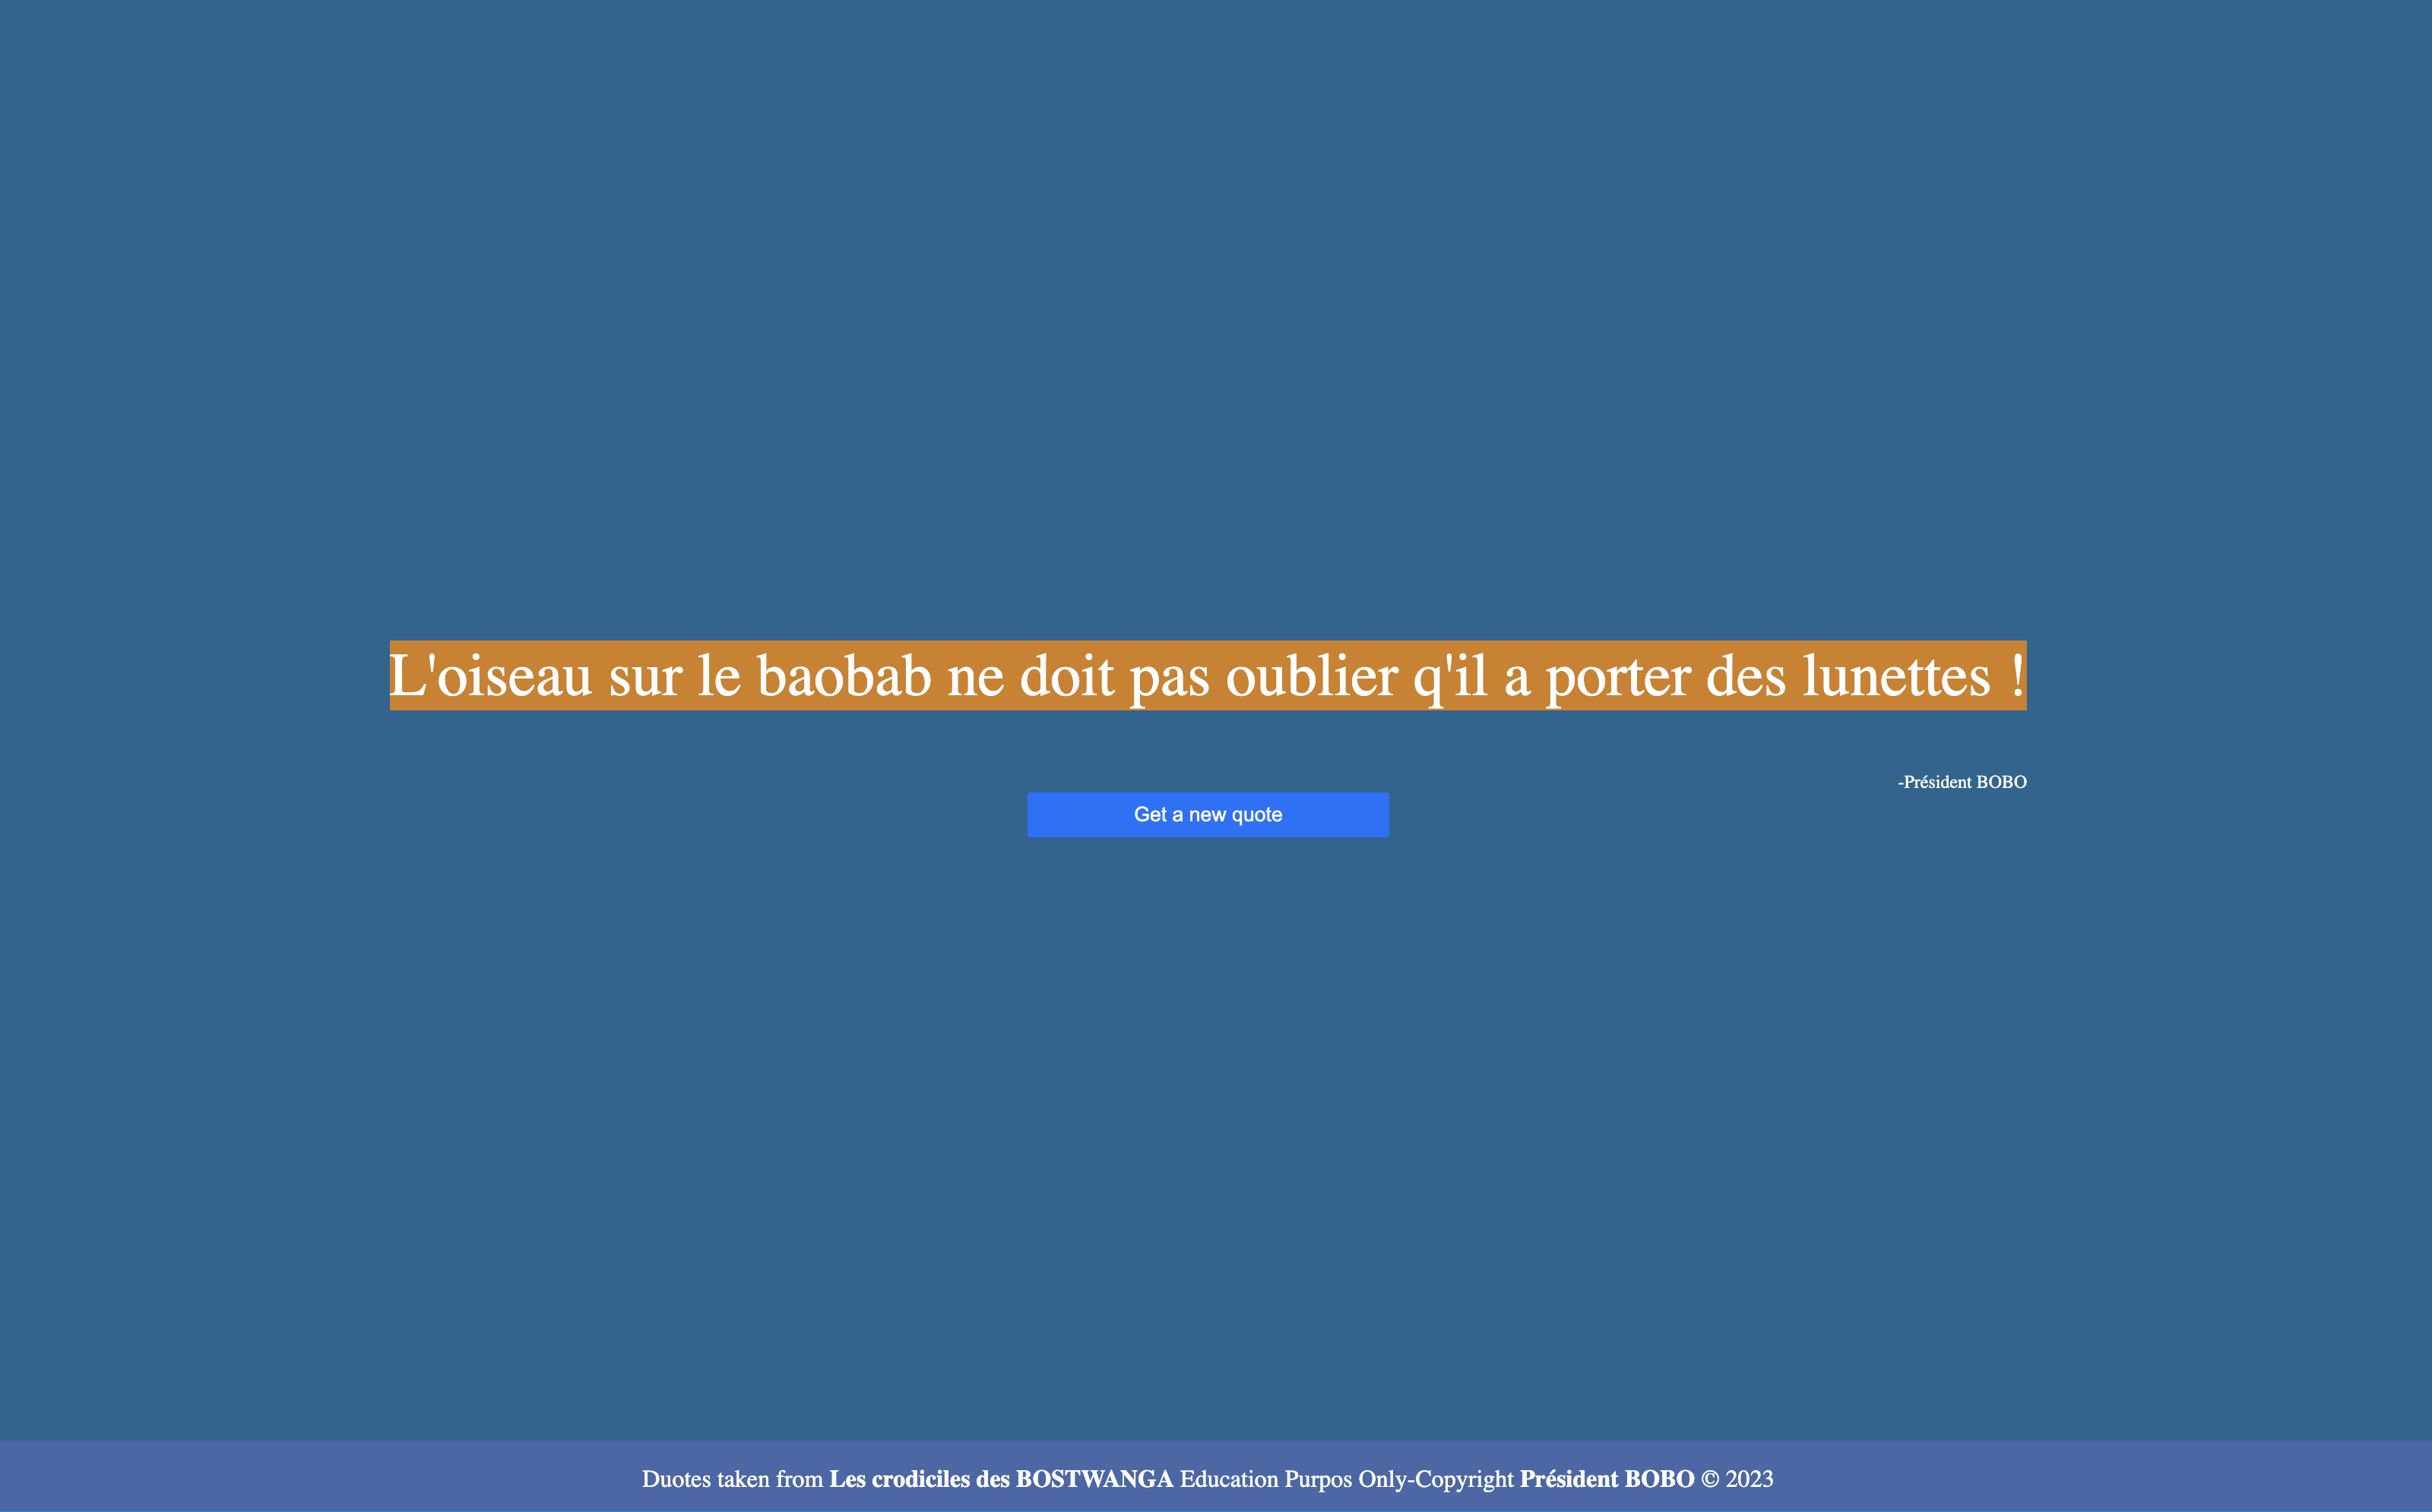 L'oiseau sur le baobab ne doit pas oublier q'il a porter des lunettes !
-Président BOBO
Get a new quote
Duotes taken from Les crodiciles des BOSTWANGA Education Purpos Only-Copyright Président BOBO © 2023